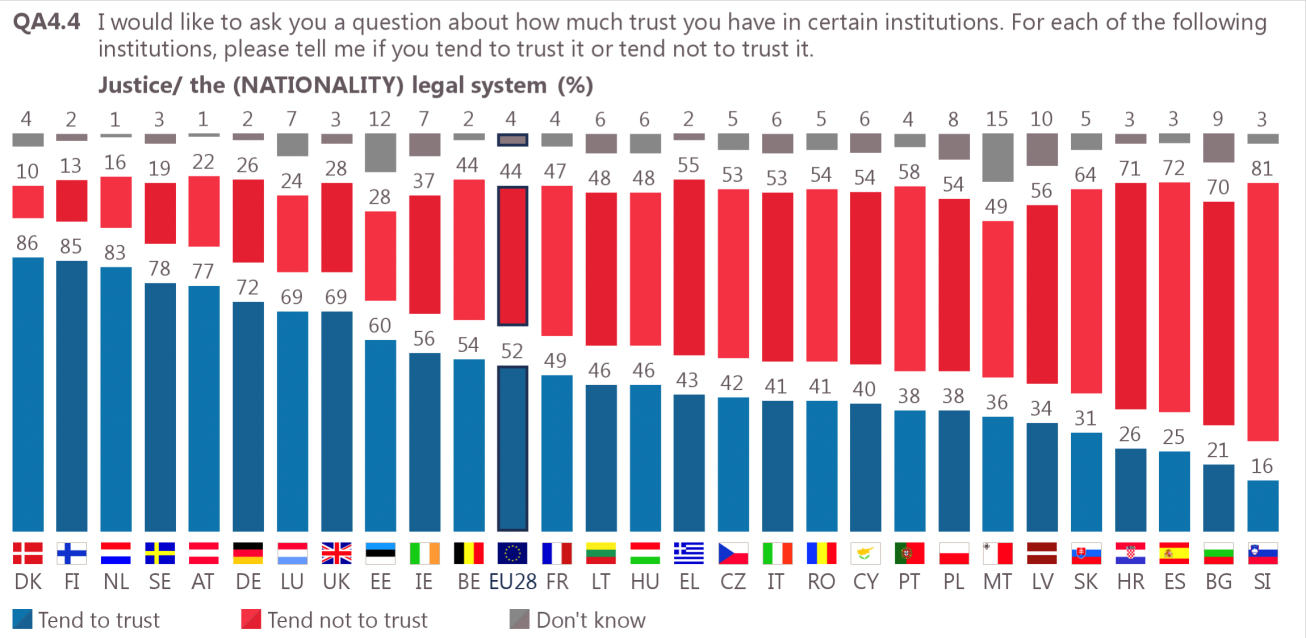 QA4.4 I would like to ask you a question about how much trust you have in certain institutions. For each of the following
institutions, please tell me if you tend to trust it or tend not to trust it.
Justice/ the (NATIONALITY) legal system (%)
4 2 1 3 1 2 7 3 12 7 2 4 4 6 6 2 5 6 5 6 4 8 15 10 5 3 3 9 3
10 13 16 19 22 26 24 28 28 37 44 44 47 48 48 55 53 53 54 54 58 54 49 56 64 71 72 70 81
86 85 83 78 77 72 69 69 60 56 54 52 49 46 46 43 42 41 41 40 38 38 36 34 31 26 25 21 16
DK FI NL SE AT DE LU UK EE IE BE EU28 FR LT HU EL CZ IT RO CY PT PL MT LV SK HR ES BG SI
Tend to trust Tend not to trust Don't know